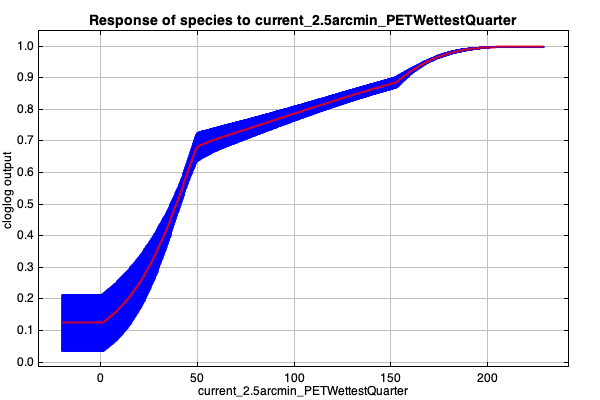 Response of species to current_2.5arcmin_PETWettestQuarter
1.0
0.9
0.8
0.7
0.6
0.5
0.4
0.3
0.2
0.1
0.0
cloglog output
0 50 100 150 200
current_2.5arcmin_PETWettestQuarter